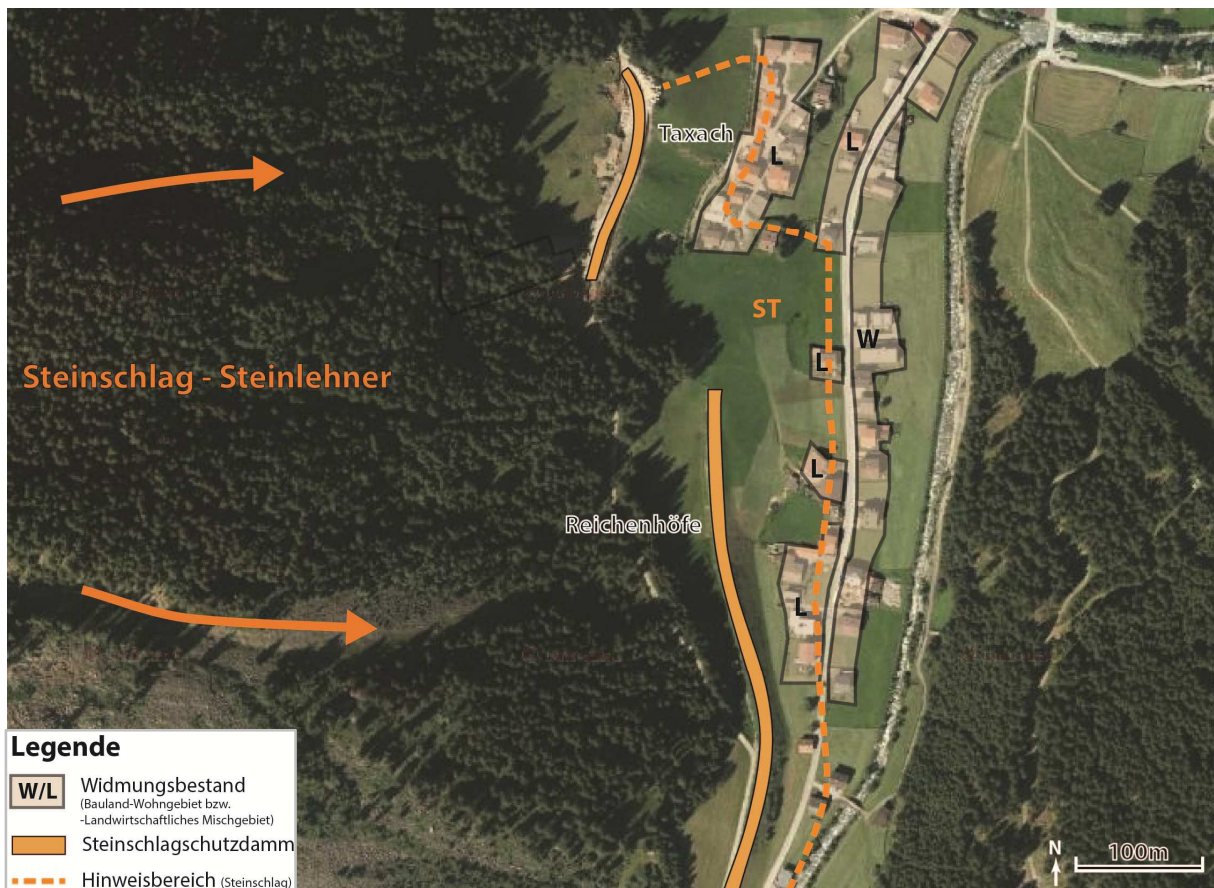 Taxach
L
L
ST
W
L
Steinschlag - Steinlehner
L
Reichenhöfe
L
Legende
W/L Widmungsbestand
(Bauland-Wohngebiet bzw.
-Landwirtschaftliches Mischgebiet)
Steinschlagschutzdamm
Hinweisbereich (Steinschlag)
N
100m